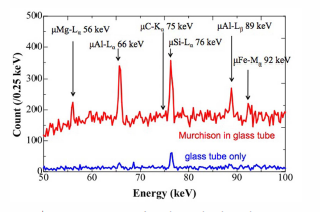 μMg-Lα 56 keV
μC-Kα 75 keV
μAl-Lβ 89 keV
μAl-Lα 66 keV
μSi-Lα 76 keV
μFe-Mβ 92 keV
500
400
300
200
100
0
Count (/0.25 keV)
Murchison in glass tube
glass tube only
50 60 70 80 90 100
Energy (keV)